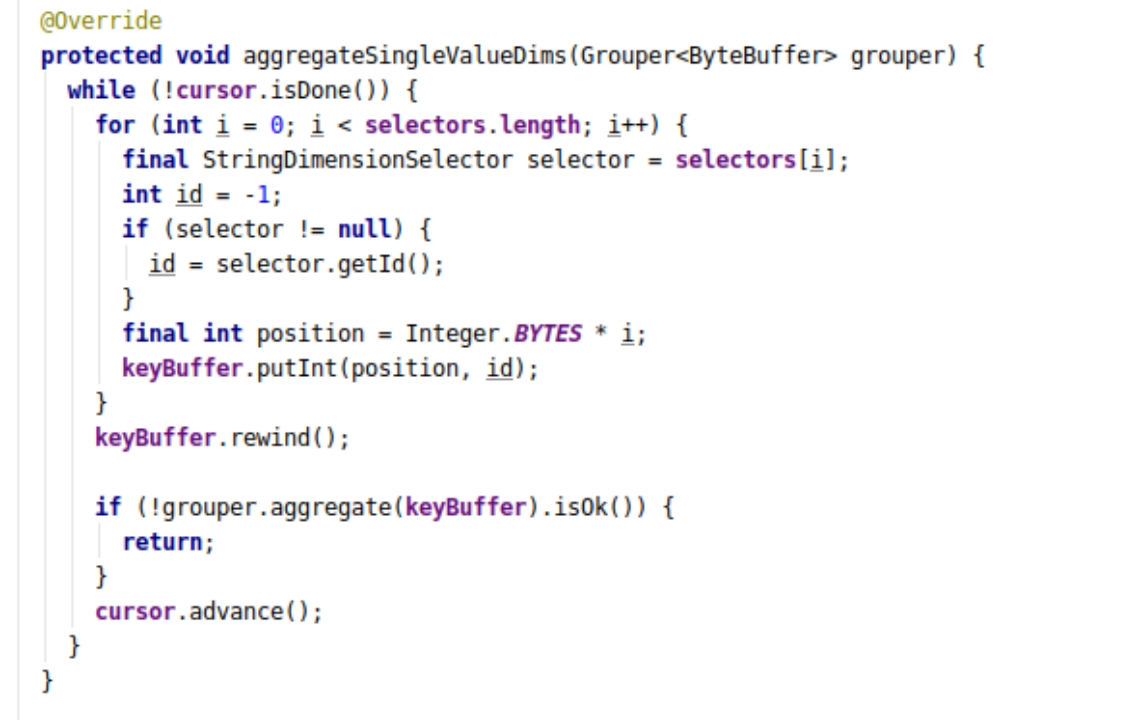 @Override
protected void aggregateSingleValueDims(Grouper<ByteBuffer> grouper) {
  while (!cursor.isDone()) {
    for (int i = 0; i < selectors.length; i++) {
      final StringDimensionSelector selector = selectors[i];
      int id = -1;
      if (selector != null) {
        id = selector.getId();
      }
      final int position = Integer.BYTES * i;
      keyBuffer.putInt(position, id);
    }
    keyBuffer.rewind();

    if (!grouper.aggregate(keyBuffer).isOk()) {
      return;
    }
    cursor.advance();
  }
}